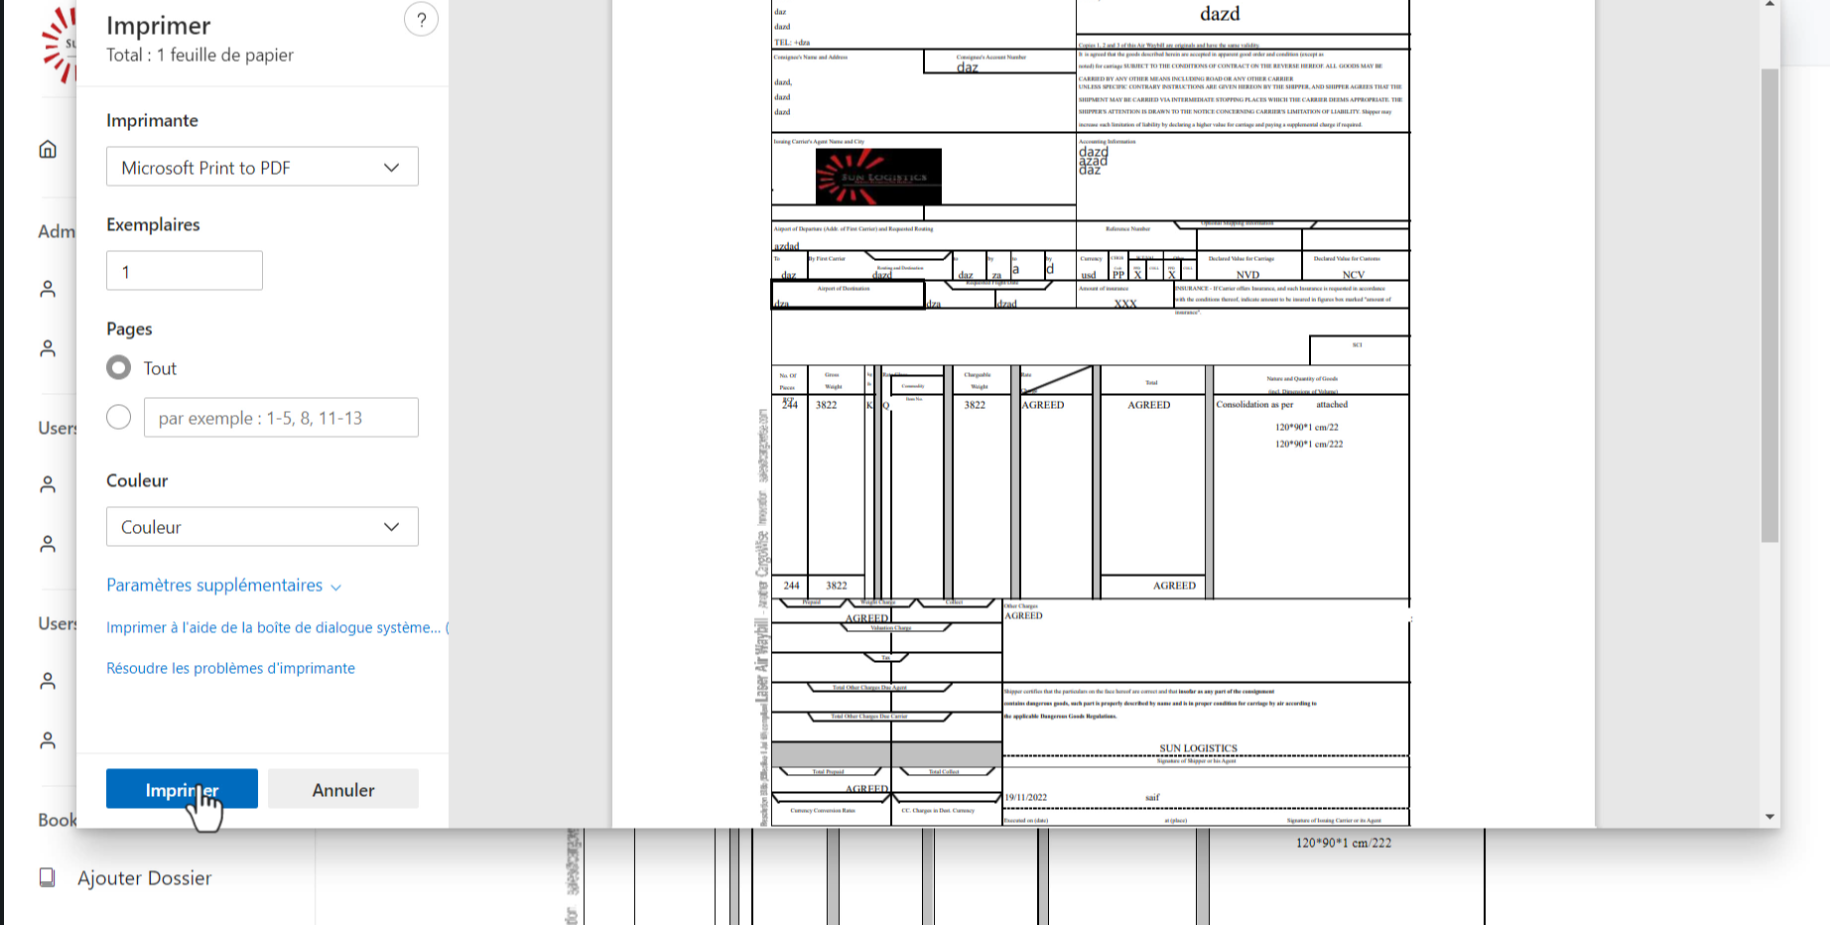 Imprimer
Total : 1 feuille de papier
?
Imprimante
Microsoft Print to PDF
Exemplaires
1
Pages
Tout
par exemple : 1-5, 8, 11-13
Couleur
Couleur
Paramètres supplémentaires
Imprimer à l'aide de la boîte de dialogue système... (
Résoudre les problèmes d'imprimante
Imprimer
Annuler
Adm
Users
Users
Book
Ajouter Dossier
daz
dazd
TEL: +dza
dazd
Copies 1, 2 and 3 of this Air Waybill are originals and have the same validity.
Consignee's Name and Address
Consignee's Account Number
daz
dazd,
dazd
dazd
It is agreed that the goods described herein are accepted in apparent good order and condition (except as
noted) for carriage SUBJECT TO THE CONDITIONS OF CONTRACT ON THE REVERSE HEREOF. ALL GOODS MAY BE
CARRIED BY ANY OTHER MEANS INCLUDING ROAD OR ANY OTHER CARRIER
UNLESS SPECIFIC CONTRARY INSTRUCTIONS ARE GIVEN HEREON BY THE SHIPPER, AND SHIPPER AGREES THAT THE
SHIPMENT MAY BE CARRIED VIA INTERMEDIATE STOPPING PLACES WHICH THE CARRIER DEEMS APPROPRIATE. THE
SHIPPER'S ATTENTION IS DRAWN TO THE NOTICE CONCERNING CARRIER'S LIMITATION OF LIABILITY. Shipper may
increase such limitation of liability by declaring a higher value for carriage and paying a supplemental charge if required.
Issuing Carrier's Agent Name and City
SUN LOGISTICS
Accounting Information
dazd
azad
daz
Airport of Departure (Addr. of First Carrier) and Requested Routing
azdad
Reference Number
Optional Shipping Information
To
By First Carrier
Routing and Destination
to
by
to
by
Currency
Declared Value for Carriage
Declared Value for Customs
daz
dazd
daz
za
a
d
usd
PP
X
X
NVD
NCV
Airport of Destination
Requested Flight/Date
Amount of Insurance
dza
dza
dzad
XXX
INSURANCE - If Carrier offers Insurance, and such Insurance is requested in accordance
with the conditions thereof, indicate amount to be insured in figures box marked "amount of
insurance".
SCI
No. Of
Pieces
RCP
Gross
Weight
Commodity
Item No.
Chargeable
Weight
Rate
Total
Nature and Quantity of Goods
(incl. Dimensions of Volume)
244
3822
K
Q
3822
AGREED
AGREED
Consolidation as per attached
120*90*1 cm/22
120*90*1 cm/222
244
3822
AGREED
Prepaid
Weight Charge
Collect
AGREED
Other Charges
AGREED
Valuation Charge
Tax
Total Other Charges Due Agent
Total Other Charges Due Carrier
Shipper certifies that the particulars on the face hereof are correct and that insofar as any part of the consignment
contains dangerous goods, such part is properly described by name and is in proper condition for carriage by air according to
the applicable Dangerous Goods Regulations.
SUN LOGISTICS
Signature of Shipper or his Agent
Total Prepaid
Total Collect
AGREED
Currency Conversion Rates
CC. Charges in Dest. Currency
19/11/2022
saif
Executed on (date)
at (place)
Signature of Issuing Carrier or its Agent
Laser Air Waybill - Another CargoWise Innovation
120*90*1 cm/222